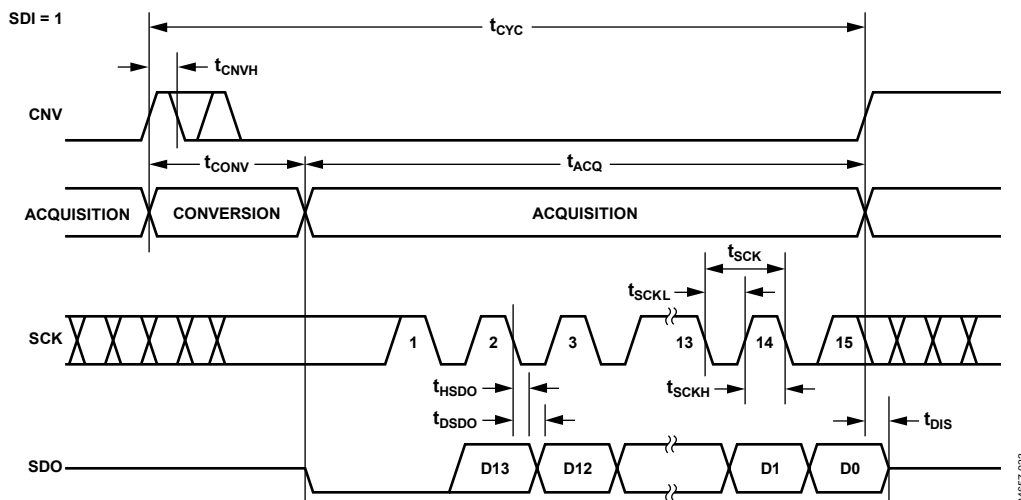 SDI = 1
tCYC
tCNVH
CNV
tCONV
tACQ
ACQUISITION
CONVERSION
ACQUISITION
tSCK
tSCKL
SCK
1
2
3
13
14
15
tHSDO
tSCKH
tDSDO
tDIS
SDO
D13
D12
D1
D0